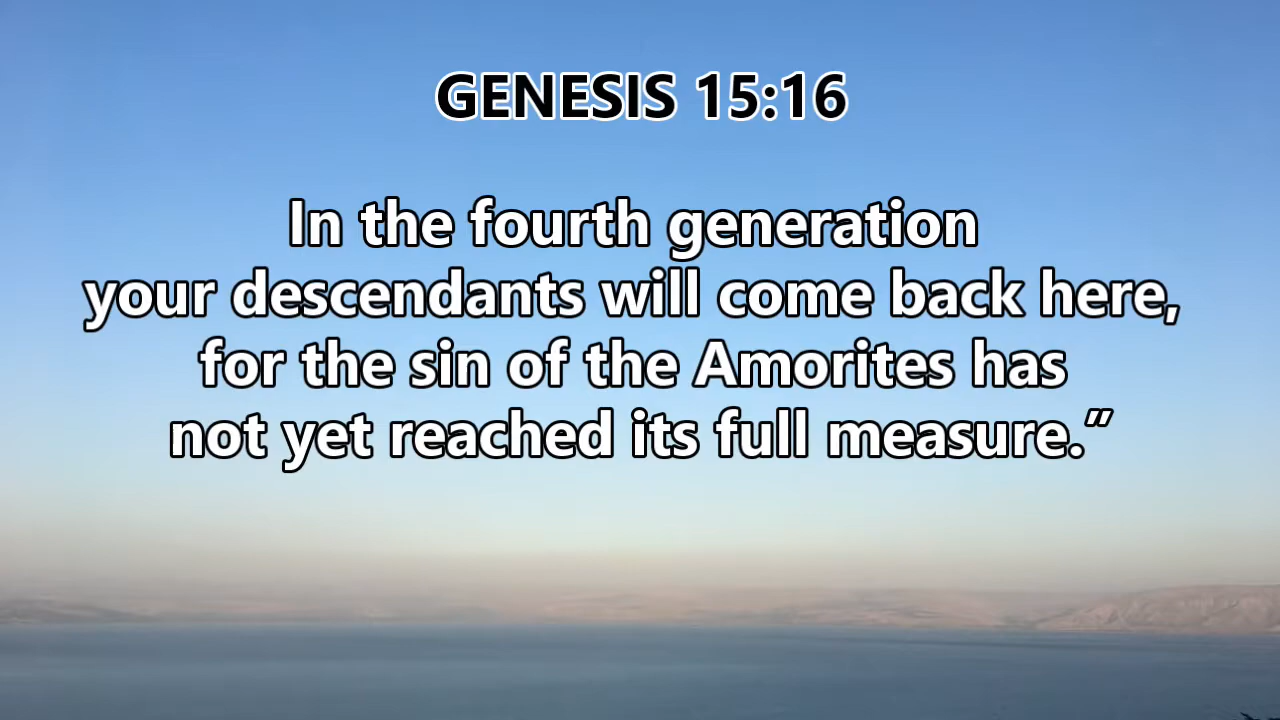 GENESIS 15:16
In the fourth generation
your descendants will come back here,
for the sin of the Amorites has
not yet reached its full measure.”